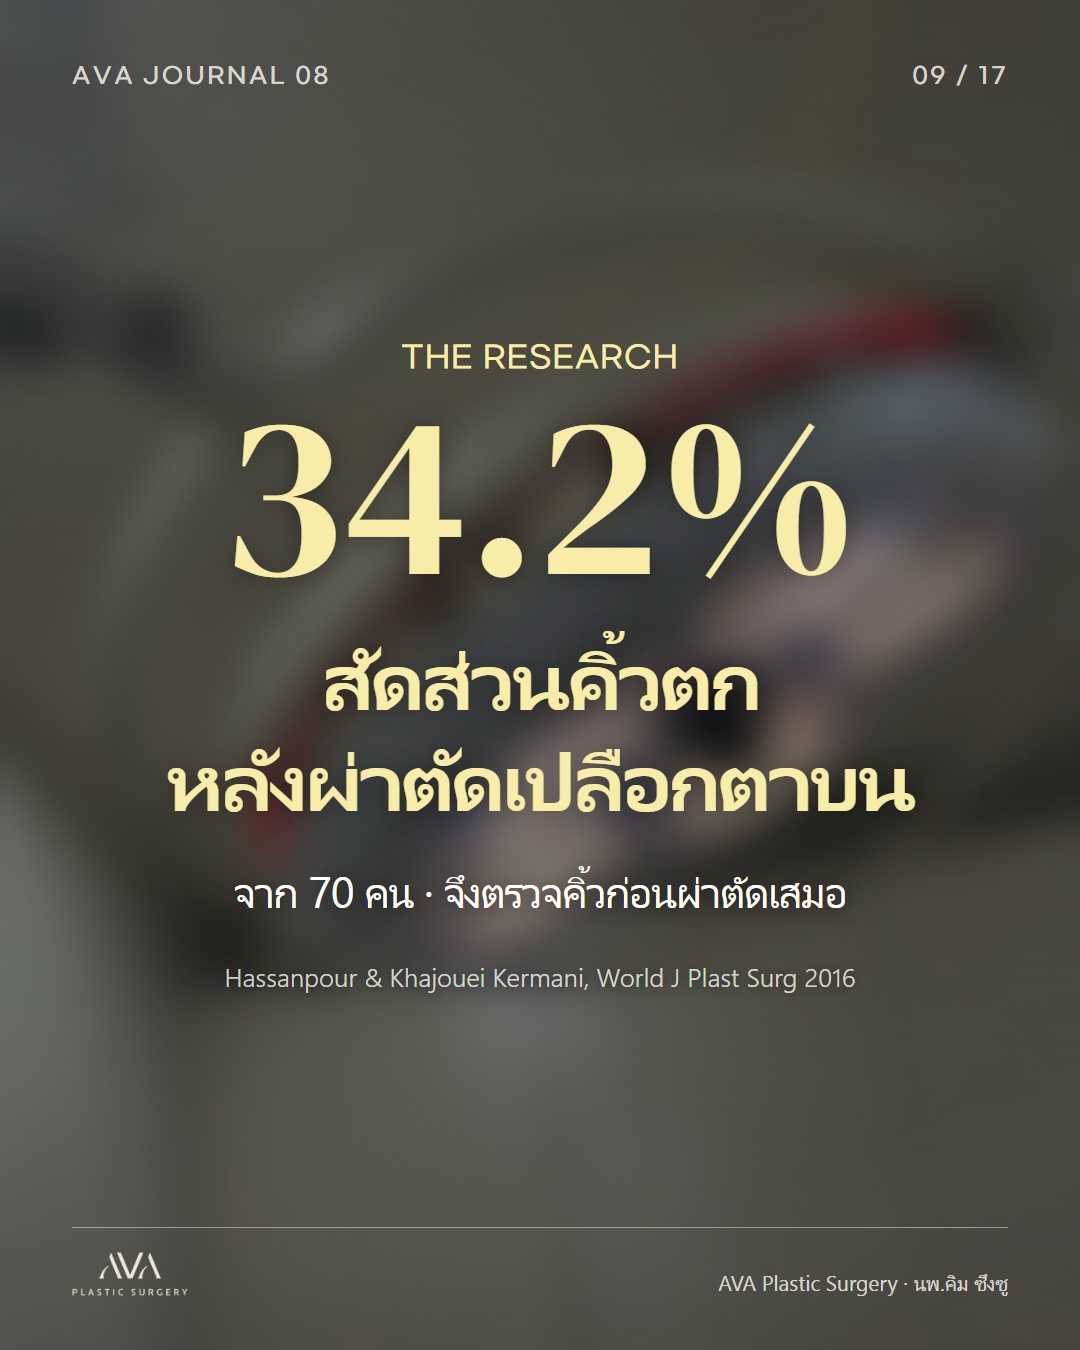 AVA JOURNAL 08
09 / 17
THE RESEARCH
34.2%
สัดส่วนคิ้วตก
หลังผ่าตัดเปลือกตาบน
จาก 70 คน · จึงตรวจคิ้วก่อนผ่าตัดเสมอ
Hassanpour & Khajouei Kermani, World J Plast Surg 2016
AVA
PLASTIC SURGERY
AVA Plastic Surgery · นพ.คิม ซึงซู